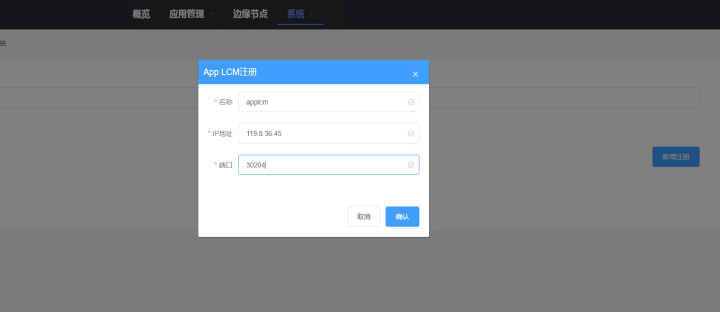 概览 应用管理 边缘节点 系统
统
App LCM注册
* 名称 applcm
* IP地址 119.8.36.45
* 端口 30204
新增注册
取消 确认